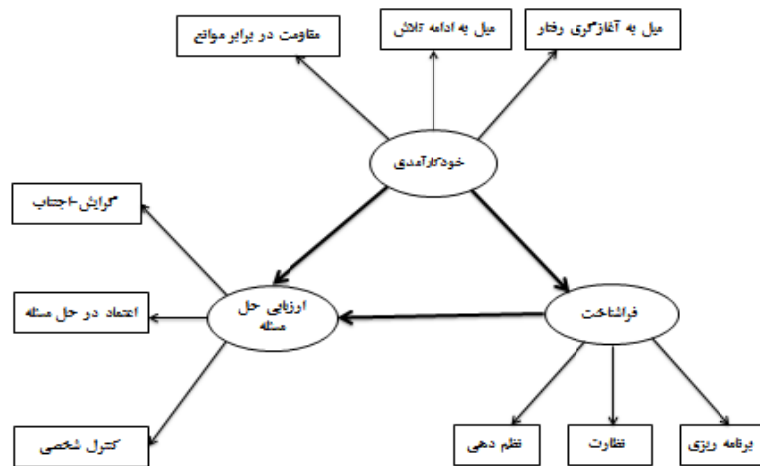 میل به آغازگری رفتار
میل به ادامه تلاش
مقاومت در برابر موانع
خودکارآمدی
گرایش-اجتناب
اعتماد در حل مسئله
کنترل شخصی
ارزیابی حل
مسئله
فراشناخت
برنامه ریزی
نظارت
نظم دهی